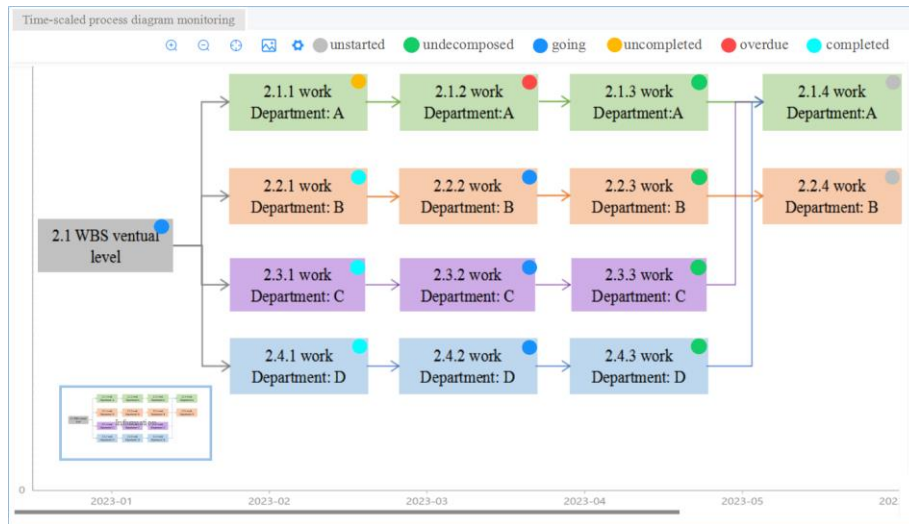 Time-scaled process diagram monitoring
unstarted undecomposed going uncompleted overdue completed
2.1.1 work
Department: A
2.1.2 work
Department:A
2.1.3 work
Department:A
2.1.4 work
Department:A
2.2.1 work
Department: B
2.2.2 work
Department: B
2.2.3 work
Department: B
2.2.4 work
Department: B
2.1 WBS ventual
level
2.3.1 work
Department: C
2.3.2 work
Department: C
2.3.3 work
Department: C
2.4.1 work
Department: D
2.4.2 work
Department: D
2.4.3 work
Department: D
0
2023-01 2023-02 2023-03 2023-04 2023-05 202